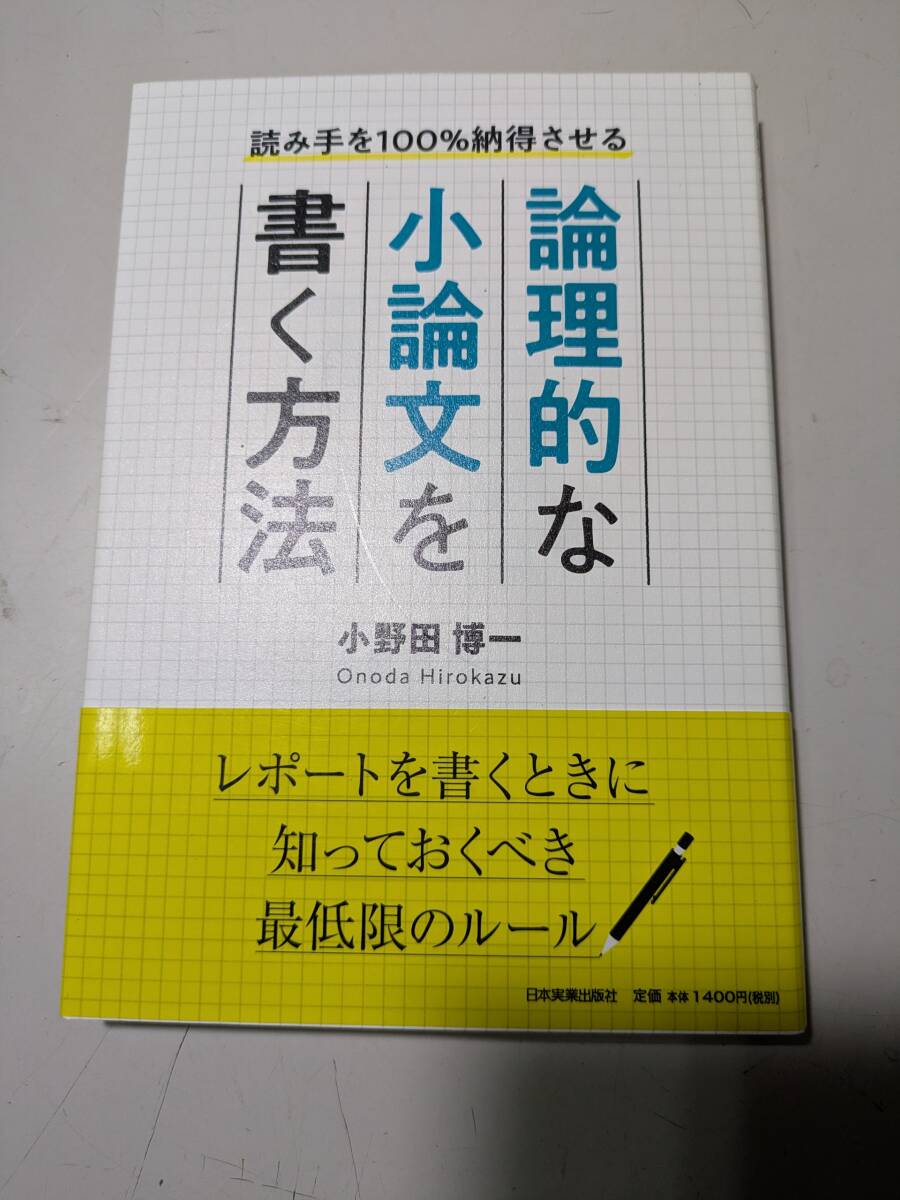 読み手を100%納得させる
論理的な
小論文を
書く方法
小野田 博一
Onoda Hirokazu
レポートを書くときに
知っておくべき
最低限のルール
日本実業出版社 定価 本体1400円(税別)